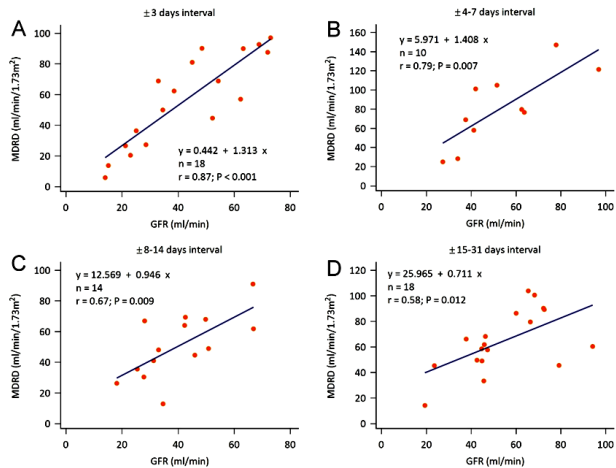 A
±3 days interval
MDRD (ml/min/1.73m²)
100
80
60
40
20
0
y = 0.442 + 1.313 x
n = 18
r = 0.87; P < 0.001
0 20 40 60 80
GFR (ml/min)
B
±4-7 days interval
MDRD (ml/min/1.73m²)
160
140
120
100
80
60
40
20
0
y = 5.971 + 1.408 x
n = 10
r = 0.79; P = 0.007
0 20 40 60 80 100
GFR (ml/min)
C
±8-14 days interval
MDRD (ml/min/1.73m²)
100
80
60
40
20
0
y = 12.569 + 0.946 x
n = 14
r = 0.67; P = 0.009
0 20 40 60 80
GFR (ml/min)
D
±15-31 days interval
MDRD (ml/min/1.73m²)
120
100
80
60
40
20
0
y = 25.965 + 0.711 x
n = 18
r = 0.58; P = 0.012
0 20 40 60 80 100
GFR (ml/min)